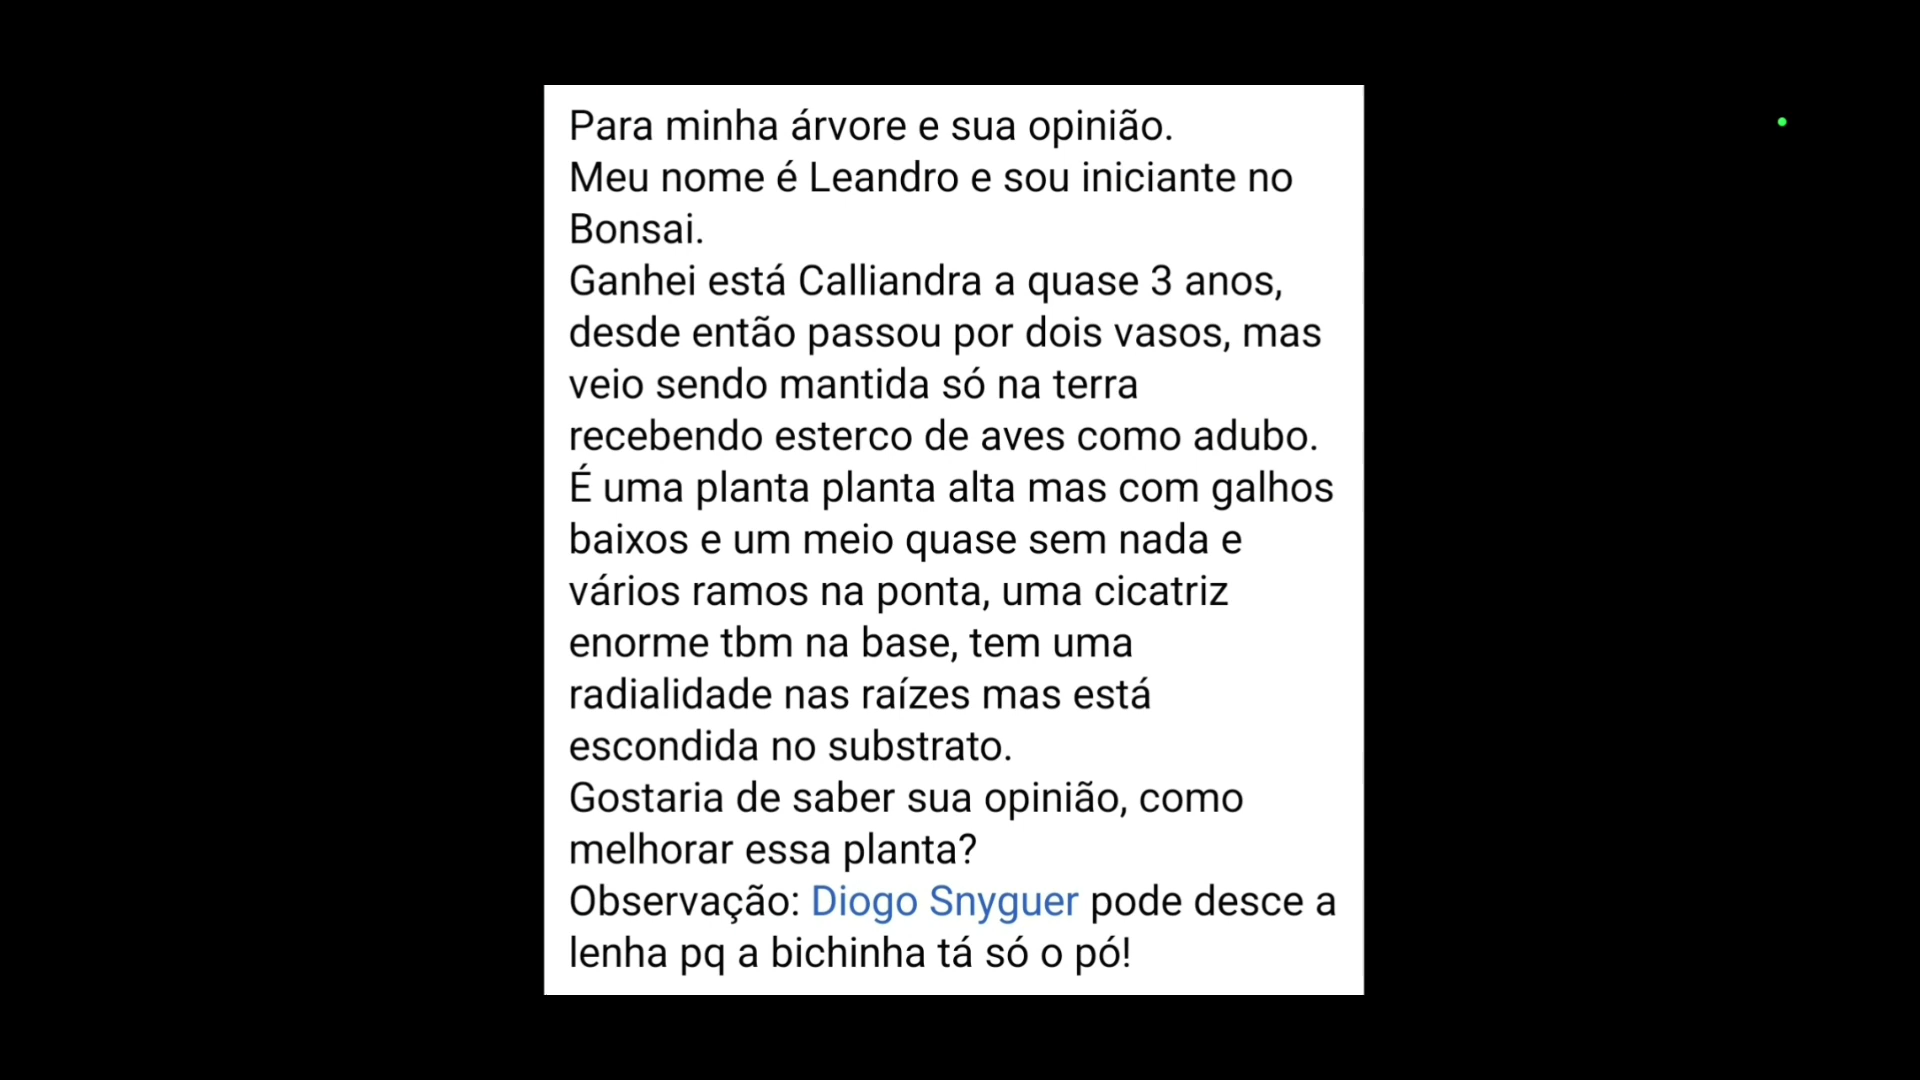 Para minha árvore e sua opinião.
Meu nome é Leandro e sou iniciante no
Bonsai.
Ganhei está Calliandra a quase 3 anos,
desde então passou por dois vasos, mas
veio sendo mantida só na terra
recebendo esterco de aves como adubo.
É uma planta planta alta mas com galhos
baixos e um meio quase sem nada e
vários ramos na ponta, uma cicatriz
enorme tbm na base, tem uma
radialidade nas raízes mas está
escondida no substrato.
Gostaria de saber sua opinião, como
melhorar essa planta?
Observação: Diogo Snyguer pode desce a
lenha pq a bichinha tá só o pó!